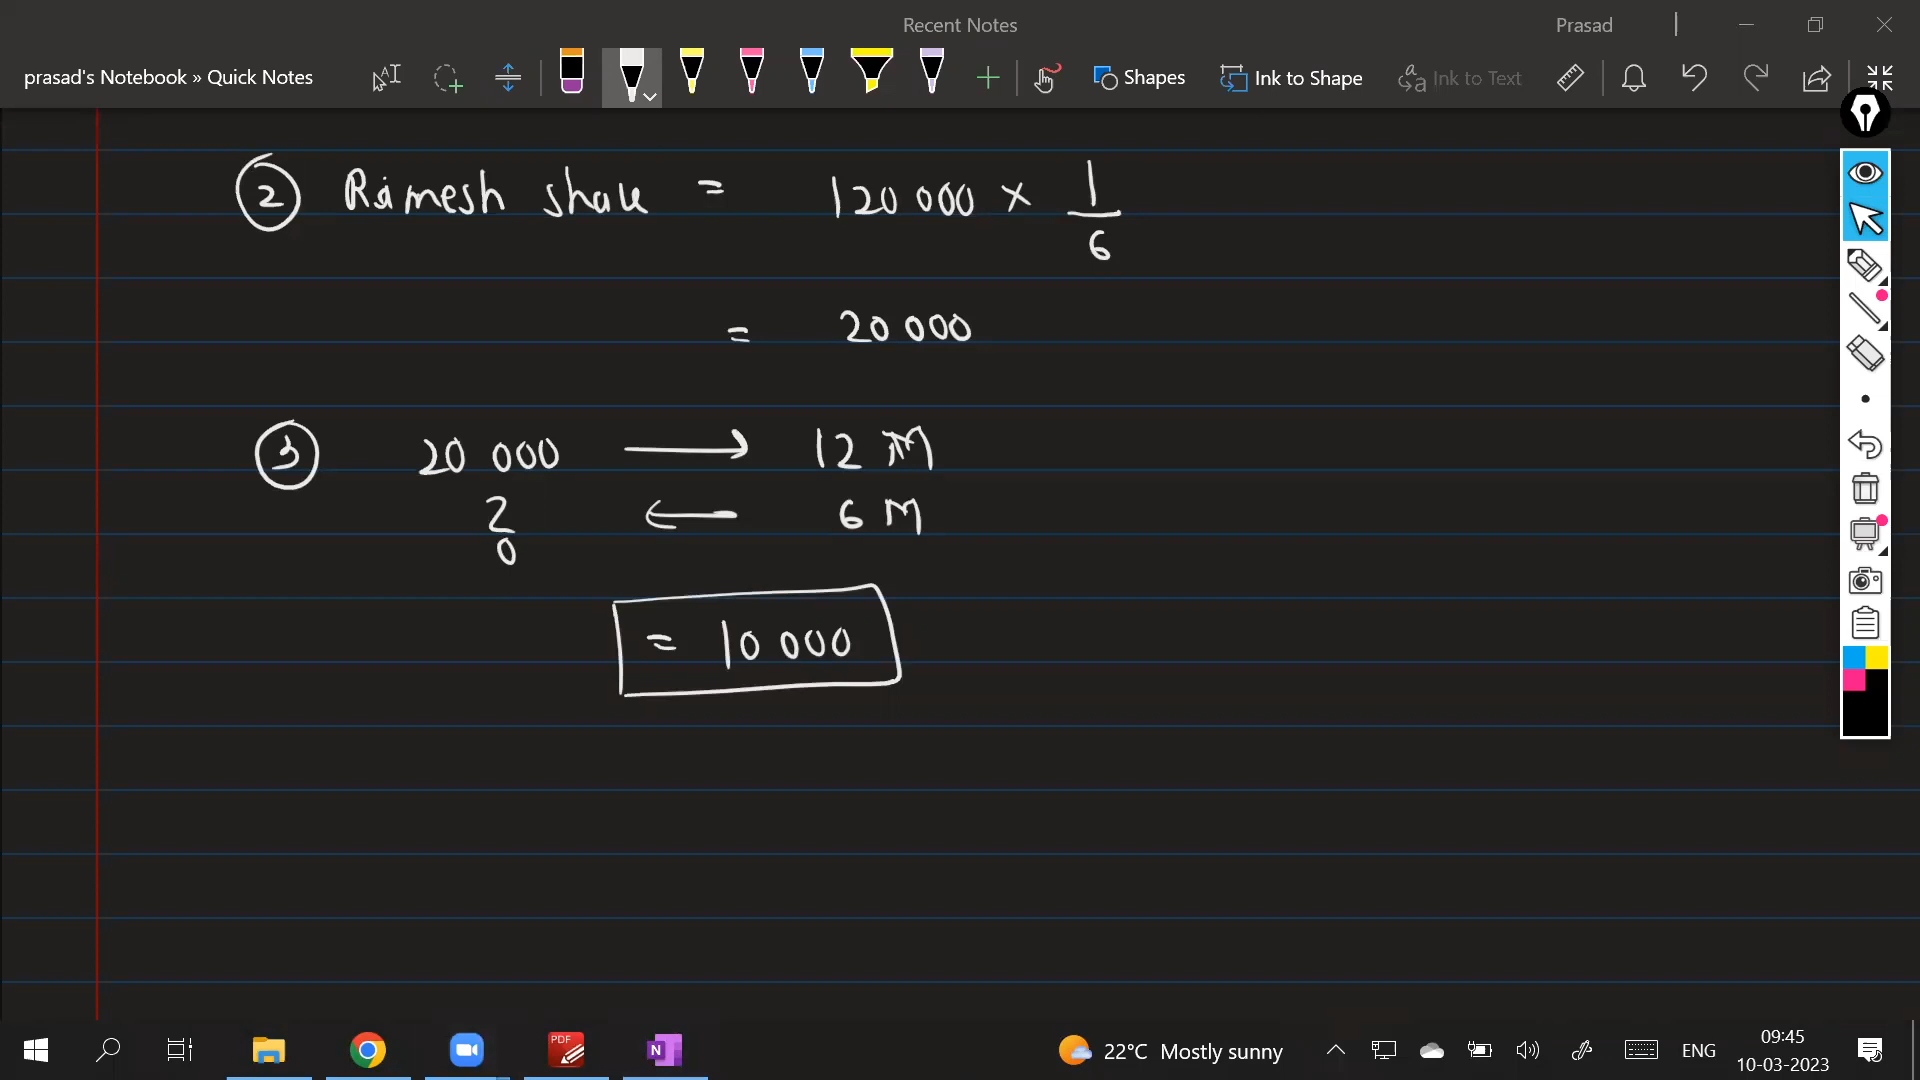 Recent Notes
Prasad
prasad's Notebook » Quick Notes
Shapes
Ink to Shape
Ink to Text
② Ramesh share = 120 000 × 1/6
= 20 000
③ 20 000 → 12 M
2 ← 6 M
0
= 10 000
PDF
N
22°C Mostly sunny
ENG
09:45
10-03-2023